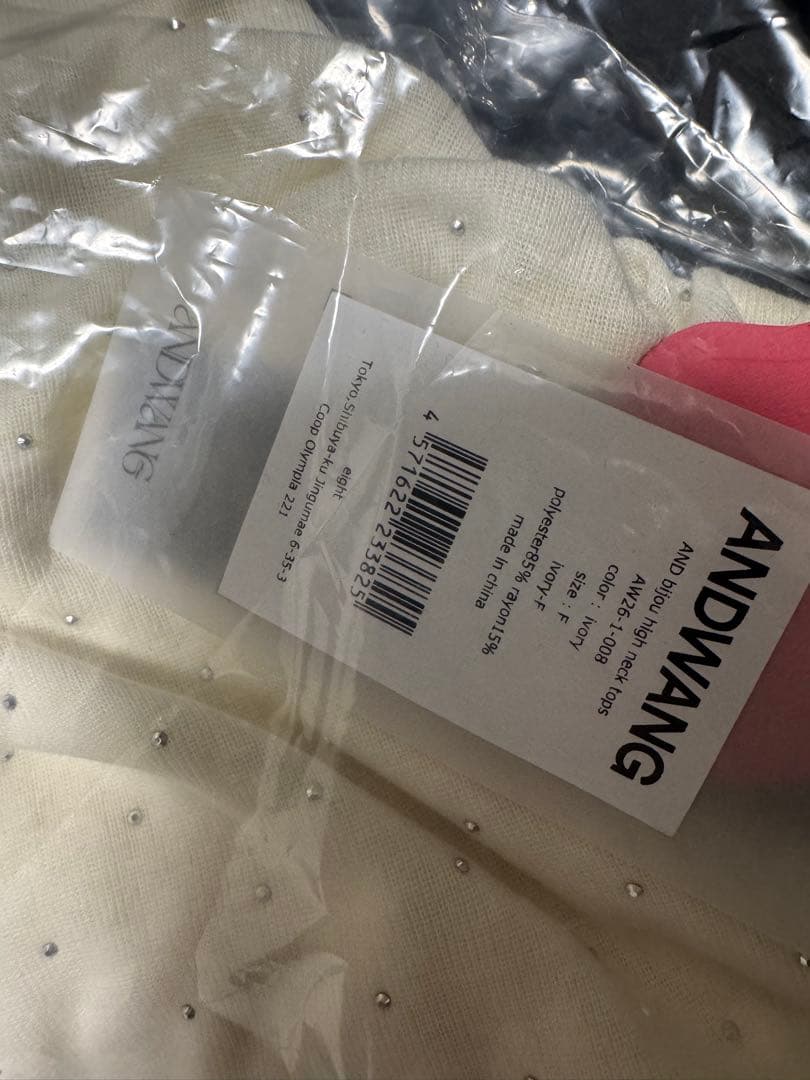 ANDWANG
AND bijou high neck tops
AW26-1-008
color : ivory
size : F
ivory-F
polyester85% rayon15%
made in china
4 571622 233825
eight
Tokyo,Shibuya-ku Jingumae 6-35-3
Coop Olympia 221
ANDWANG